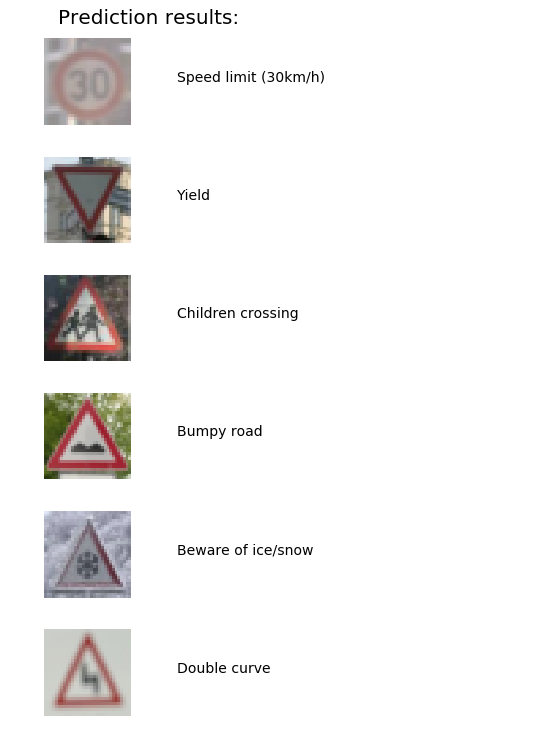 Prediction results:
30
Speed limit (30km/h)
Yield
Children crossing
Bumpy road
Beware of ice/snow
Double curve